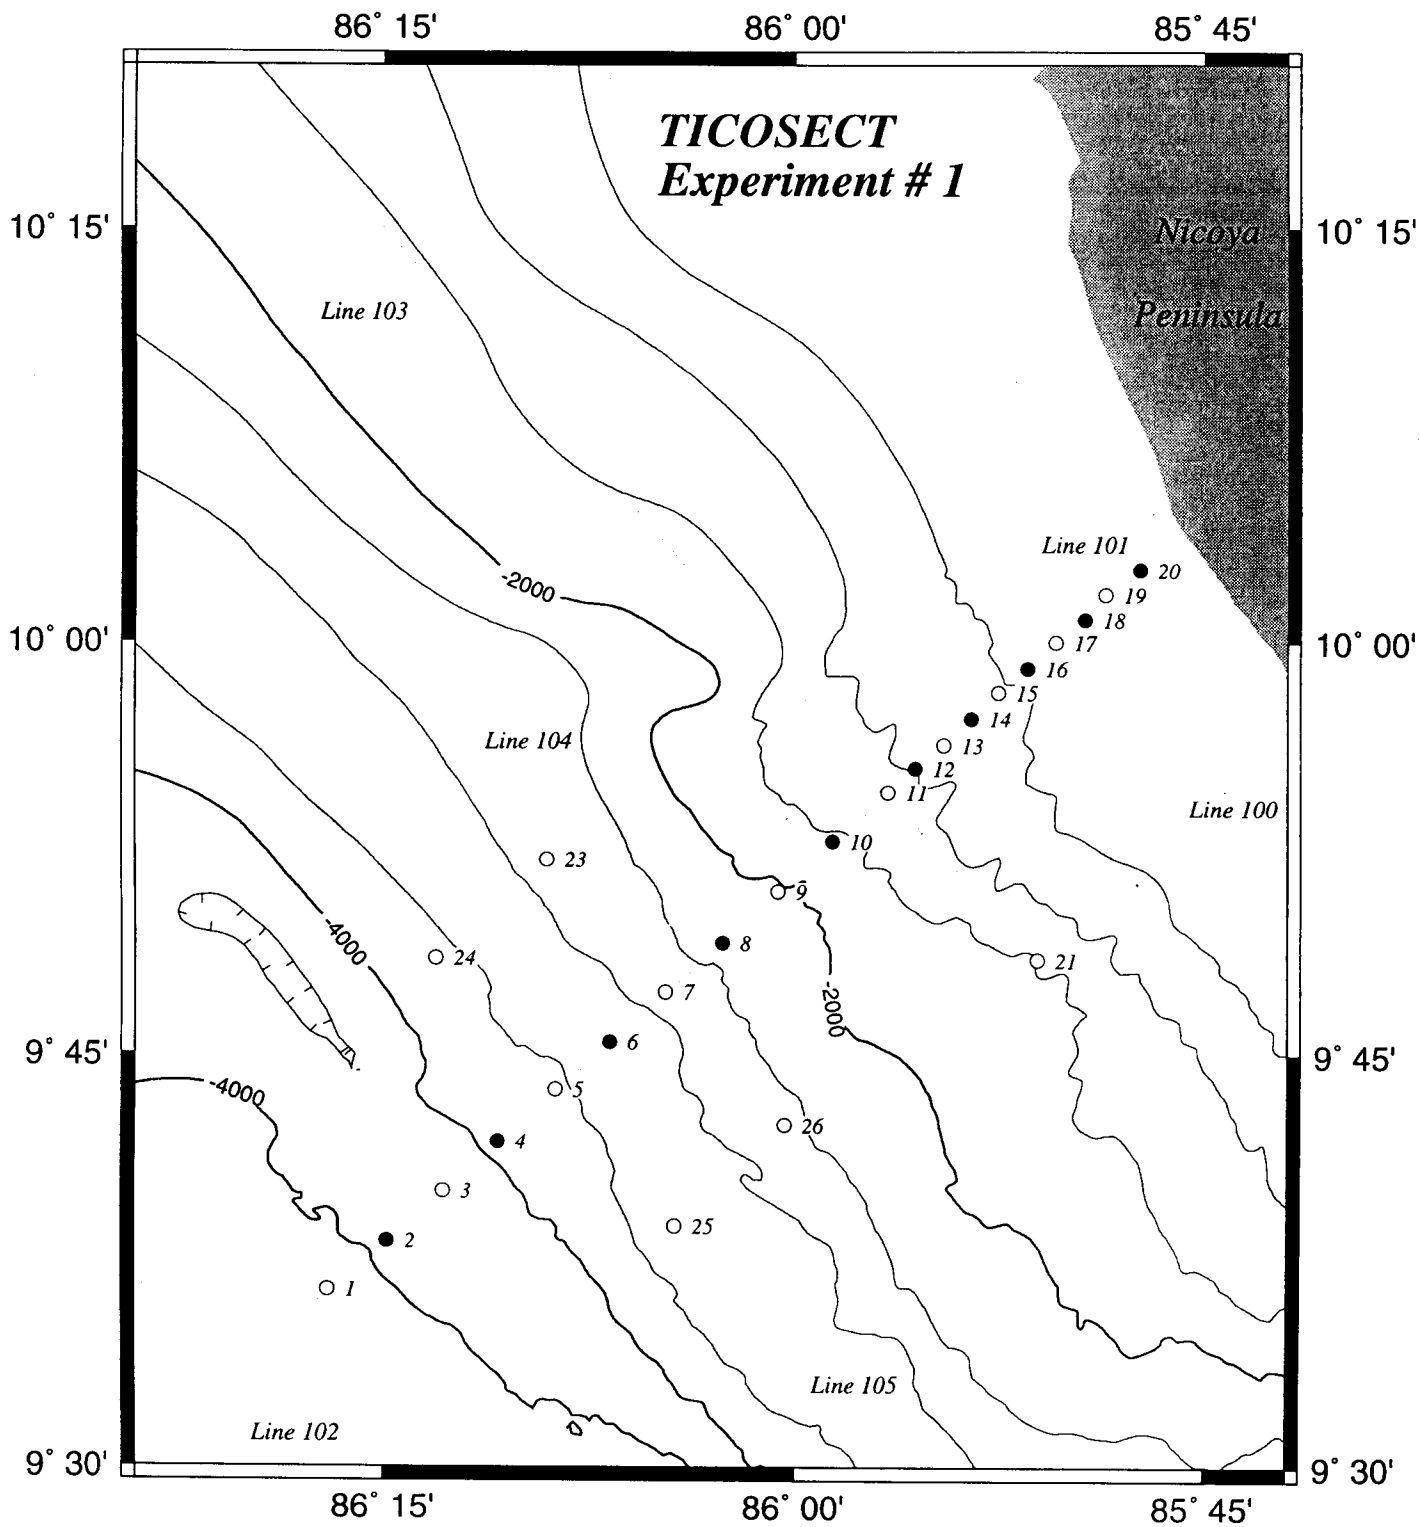 86° 15' 86° 00' 85° 45'
TICOSECT
Experiment # 1
Nicoya
Peninsula
10° 15' 10° 15'
Line 103
Line 101
-2000
20
19
18
17
10° 00' 10° 00'
16
15
14
13
Line 104
12
11
Line 100
10
23
9
-4000
8
24
21
7
-2000
6
9° 45' 9° 45'
5
-4000
26
4
3
25
2
1
Line 105
Line 102
9° 30' 9° 30'
86° 15' 86° 00' 85° 45'